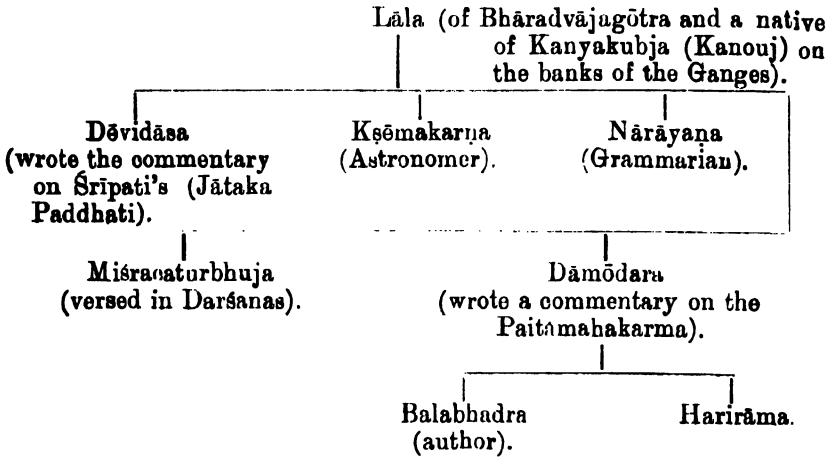 Lāla (of Bhāradvājagōtra and a native
of Kanyakubja (Kanouj) on
the banks of the Ganges).
Dēvidāsa
(wrote the commentary
on Śrīpati's (Jātaka
Paddhati).
Kṣēmakarṇa
(Astronomer).
Nārāyaṇa
(Grammarian).
Miśracaturbhuja
(versed in Darśanas).
Dāmōdara
(wrote a commentary on the
Paitāmahakarma).
Balabhadra
(author).
Harirāma.